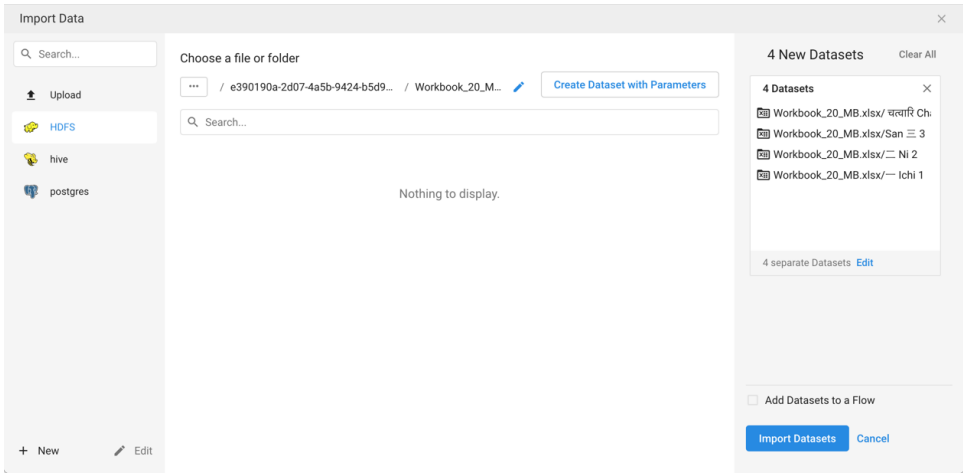 Import Data
Search...
Upload
HDFS
hive
postgres
+ New
Edit
Choose a file or folder
... / e390190a-2d07-4a5b-9424-b5d9... / Workbook_20_M...
Create Dataset with Parameters
Search...
Nothing to display.
4 New Datasets
Clear All
4 Datasets
Workbook_20_MB.xlsx/ चत्वारि Cha
Workbook_20_MB.xlsx/San 三 3
Workbook_20_MB.xlsx/二 Ni 2
Workbook_20_MB.xlsx/一 Ichi 1
4 separate Datasets Edit
Add Datasets to a Flow
Import Datasets
Cancel